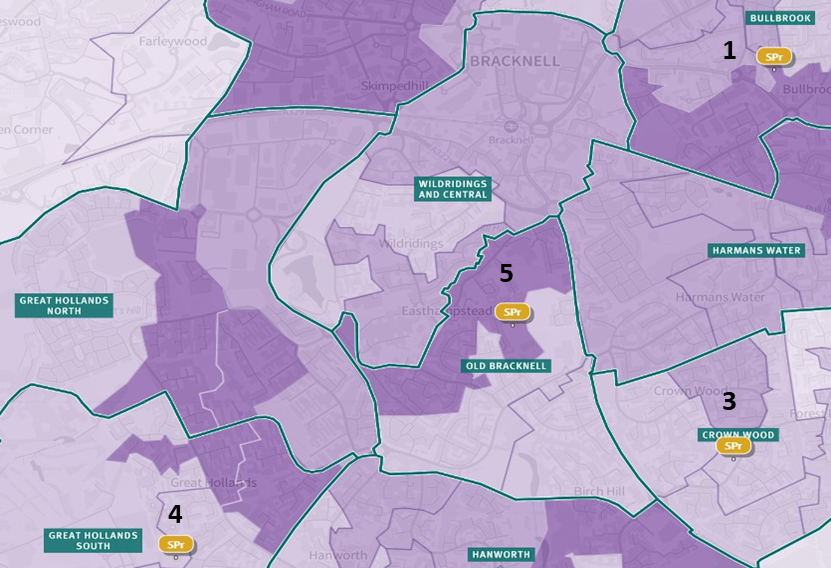 BULLBROOK
1
SPr
Farleywood
BRACKNELL
Skimpedhill
en Corner
Bracknell
WILDRIDINGS
AND CENTRAL
Wildridings
HARMANS WATER
5
Harmans Water
GREAT HOLLANDS
NORTH
Easthampstead
SPr
OLD BRACKNELL
Crown Wood
3
CROWN WOOD
SPr
Great Hollands
Birch Hill
4
GREAT HOLLANDS
SOUTH
SPr
Hanworth
HANWORTH